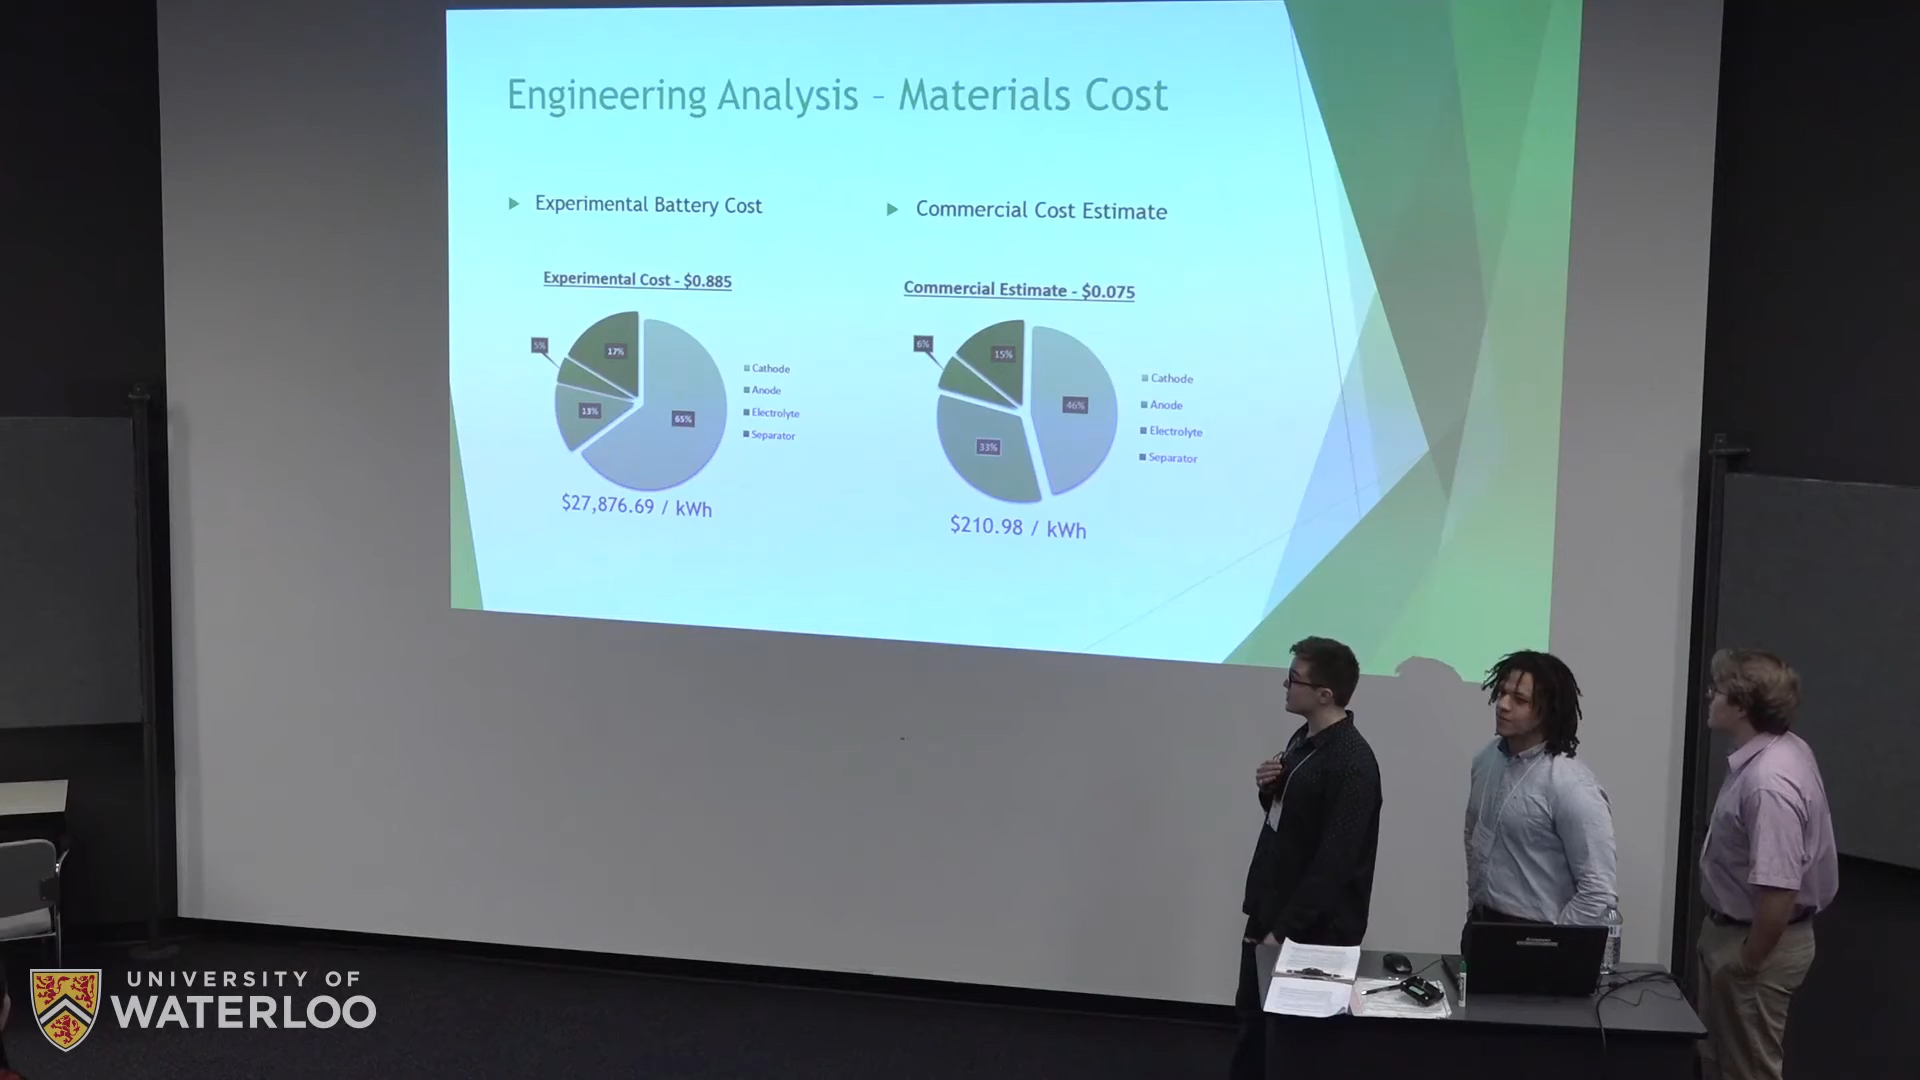 Engineering Analysis – Materials Cost
Experimental Battery Cost
Experimental Cost - $0.885
5%
17%
13%
65%
Cathode
Anode
Electrolyte
Separator
$27,876.69 / kWh
Commercial Cost Estimate
Commercial Estimate - $0.075
6%
15%
46%
33%
Cathode
Anode
Electrolyte
Separator
$210.98 / kWh
UNIVERSITY OF
WATERLOO